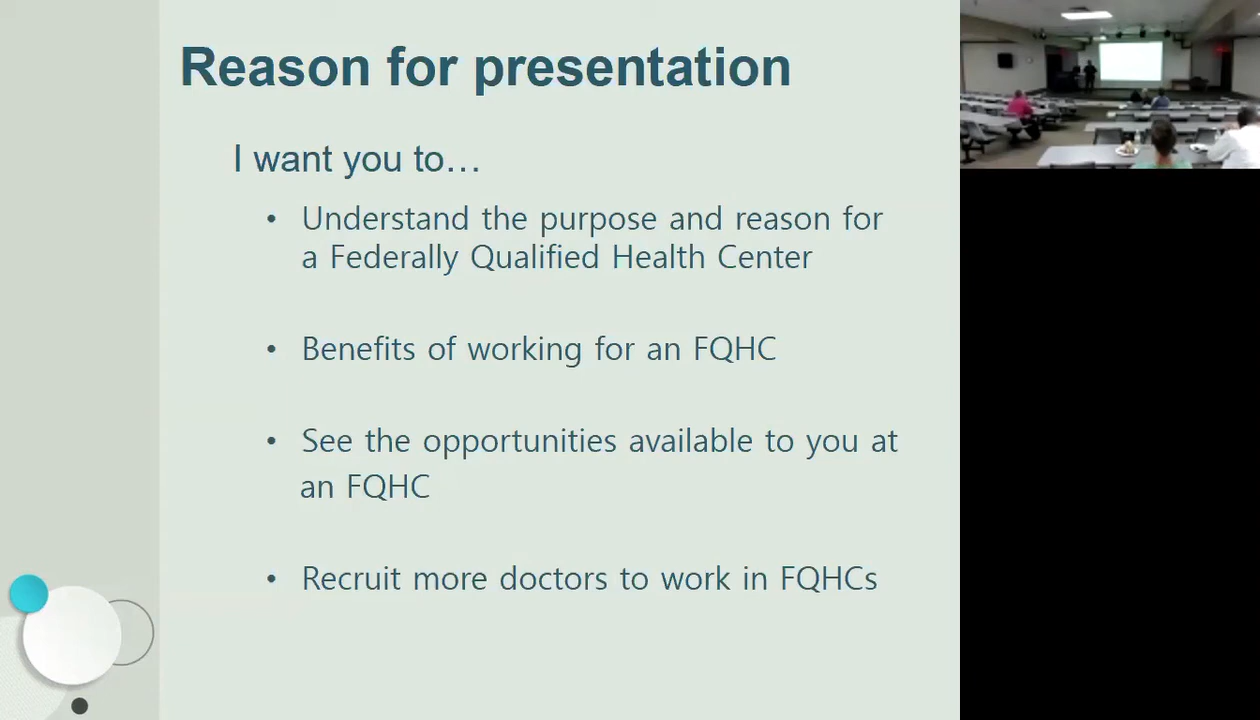 Reason for presentation
I want you to…
• Understand the purpose and reason for
a Federally Qualified Health Center
• Benefits of working for an FQHC
• See the opportunities available to you at
an FQHC
• Recruit more doctors to work in FQHCs